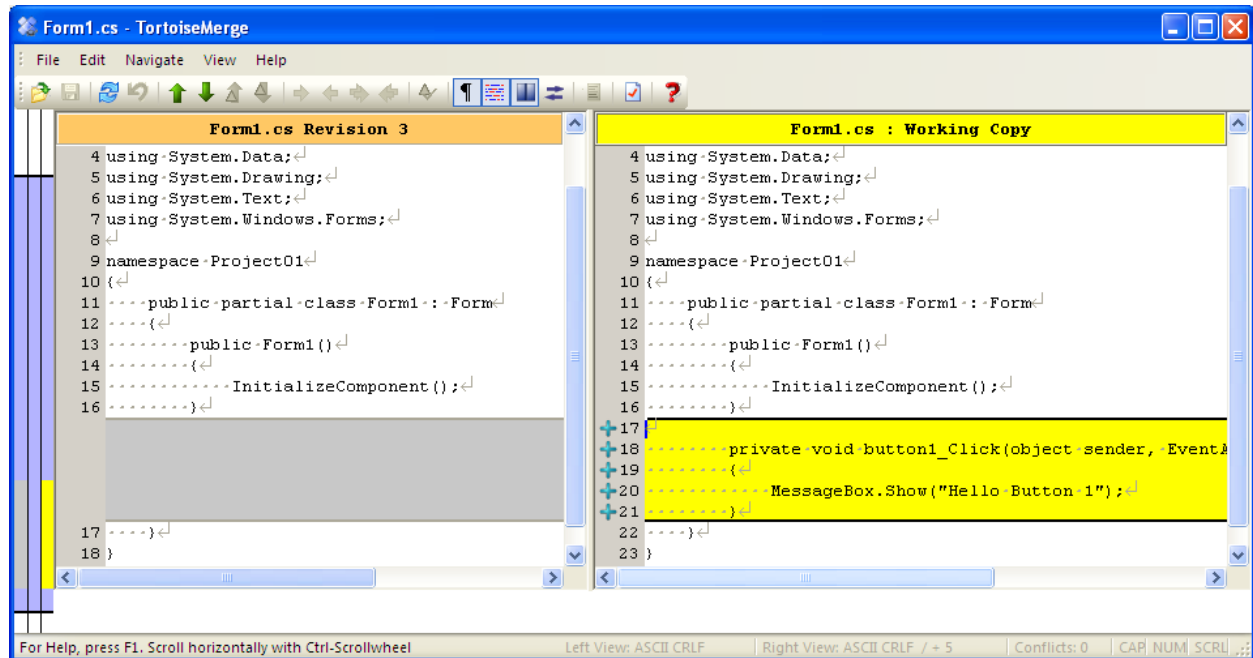 Form1.cs - TortoiseMerge
File Edit Navigate View Help
Form1.cs Revision 3
4 using·System.Data;
5 using·System.Drawing;
6 using·System.Text;
7 using·System.Windows.Forms;
8
9 namespace·Project01
10 {
11 ····public·partial·class·Form1·:·Form
12 ····{
13 ········public·Form1()
14 ········{
15 ············InitializeComponent();
16 ········}
17 ····}
18 }
Form1.cs : Working Copy
4 using·System.Data;
5 using·System.Drawing;
6 using·System.Text;
7 using·System.Windows.Forms;
8
9 namespace·Project01
10 {
11 ····public·partial·class·Form1·:·Form
12 ····{
13 ········public·Form1()
14 ········{
15 ············InitializeComponent();
16 ········}
17
18 ········private·void·button1_Click(object·sender,·EventA
19 ········{
20 ············MessageBox.Show("Hello·Button·1");
21 ········}
22 ····}
23 }
For Help, press F1. Scroll horizontally with Ctrl-Scrollwheel
Left View: ASCII CRLF
Right View: ASCII CRLF / + 5
Conflicts: 0
CAP NUM SCRL